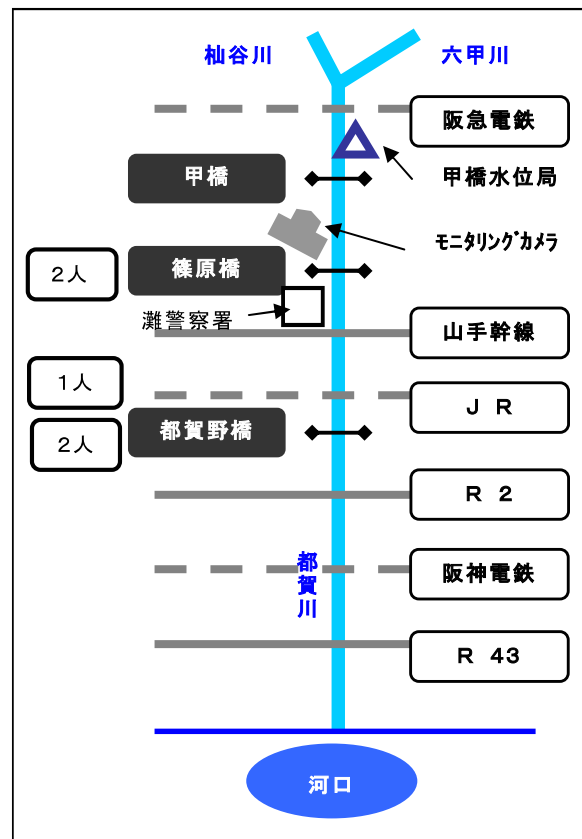 杣谷川
六甲川
阪急電鉄
甲橋
甲橋水位局
モニタリングカメラ
篠原橋
2人
灘警察署
山手幹線
1人
JR
都賀野橋
2人
R 2
都賀川
阪神電鉄
R 43
河口